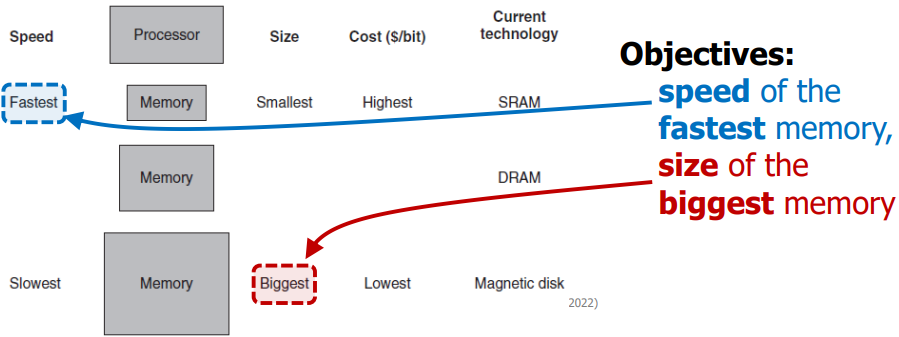 Speed
Processor
Size
Cost ($/bit)
Current
technology
Objectives:
speed of the
fastest memory,
size of the
biggest memory
Fastest
Memory
Smallest
Highest
SRAM
Memory
DRAM
Slowest
Memory
Biggest
Lowest
Magnetic disk
2022)